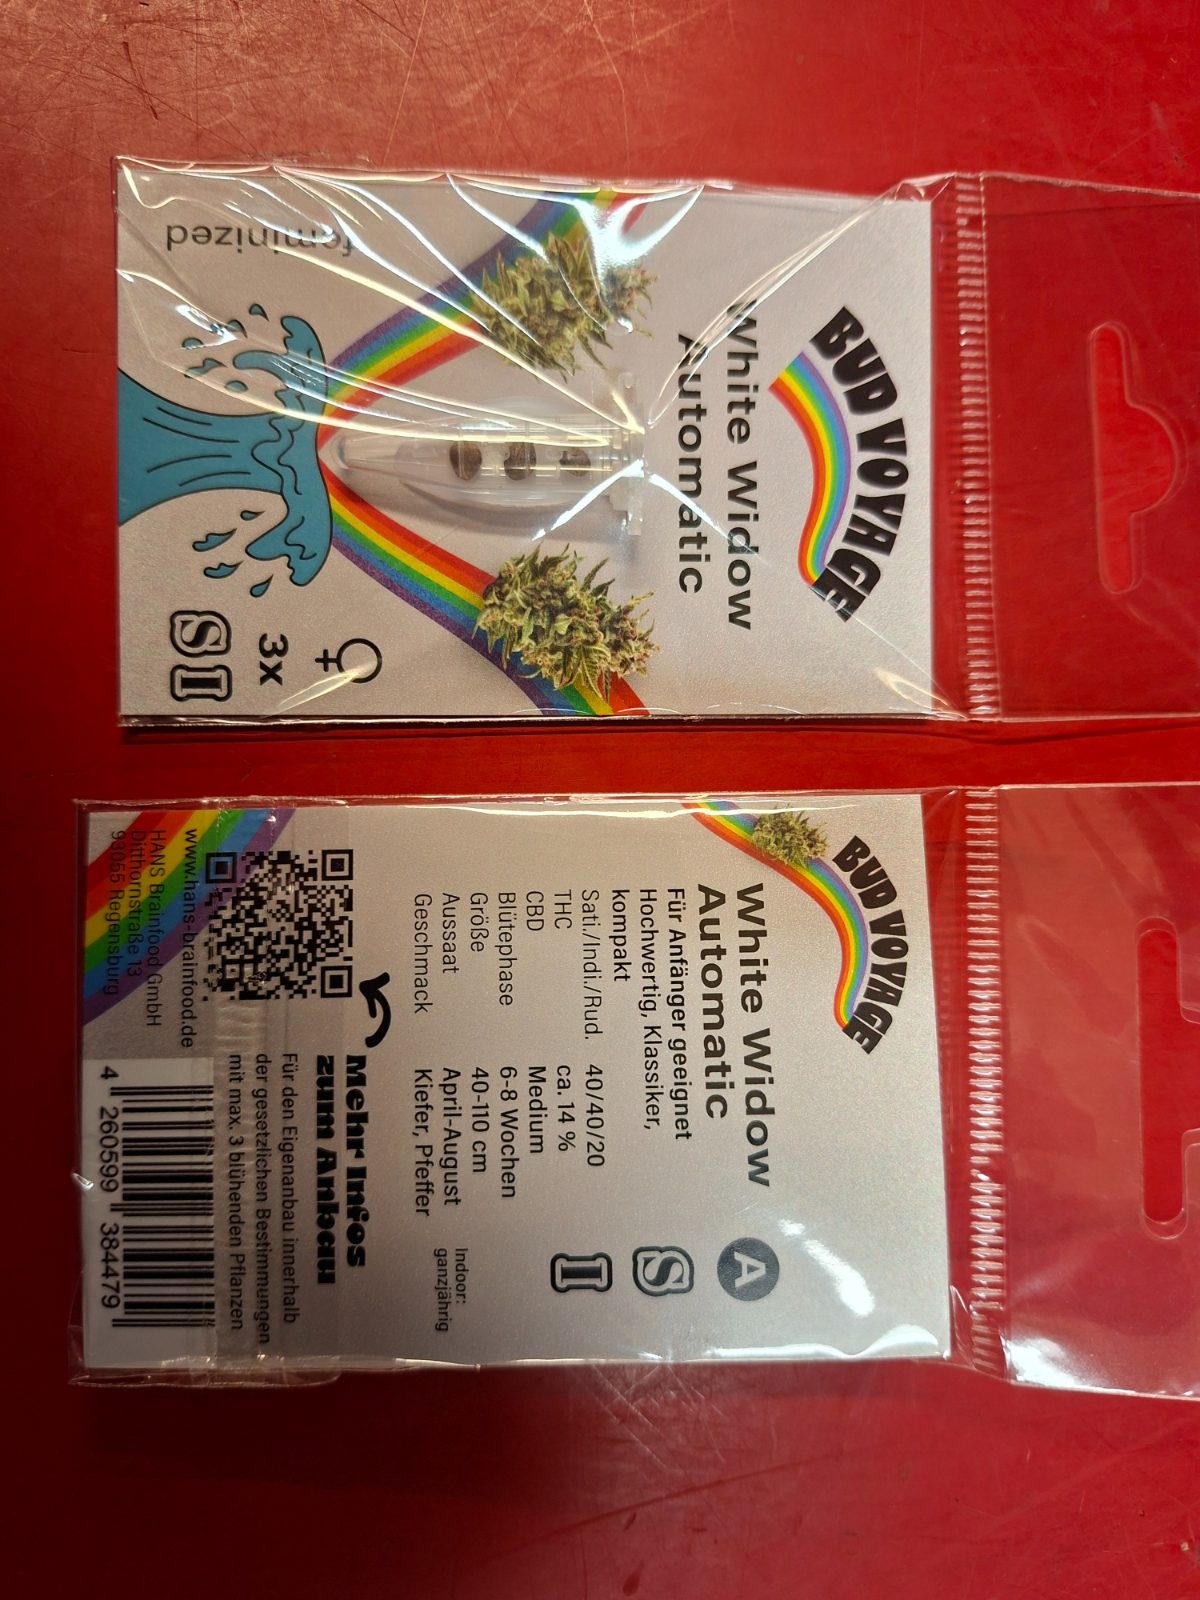 BUD VOYAGE
White Widow
Automatic
feminized
3x
S I
BUD VOYAGE
White Widow
Automatic
A
Für Anfänger geeignet
Hochwertig, Klassiker,
kompakt
S
I
Sati./Indi./Rud. 40/40/20
THC ca. 14 %
CBD Medium
Blütephase 6-8 Wochen
Größe 40-110 cm
Aussaat April-August Indoor: ganzjährig
Geschmack Kiefer, Pfeffer
Mehr Infos
zum Anbau
Für den Eigenanbau innerhalb
der gesetzlichen Bestimmungen
mit max. 3 blühenden Pflanzen
www.hans-brainfood.de
HANS Brainfood GmbH
Ditthornstraße 13
93055 Regensburg
4 260599 384479